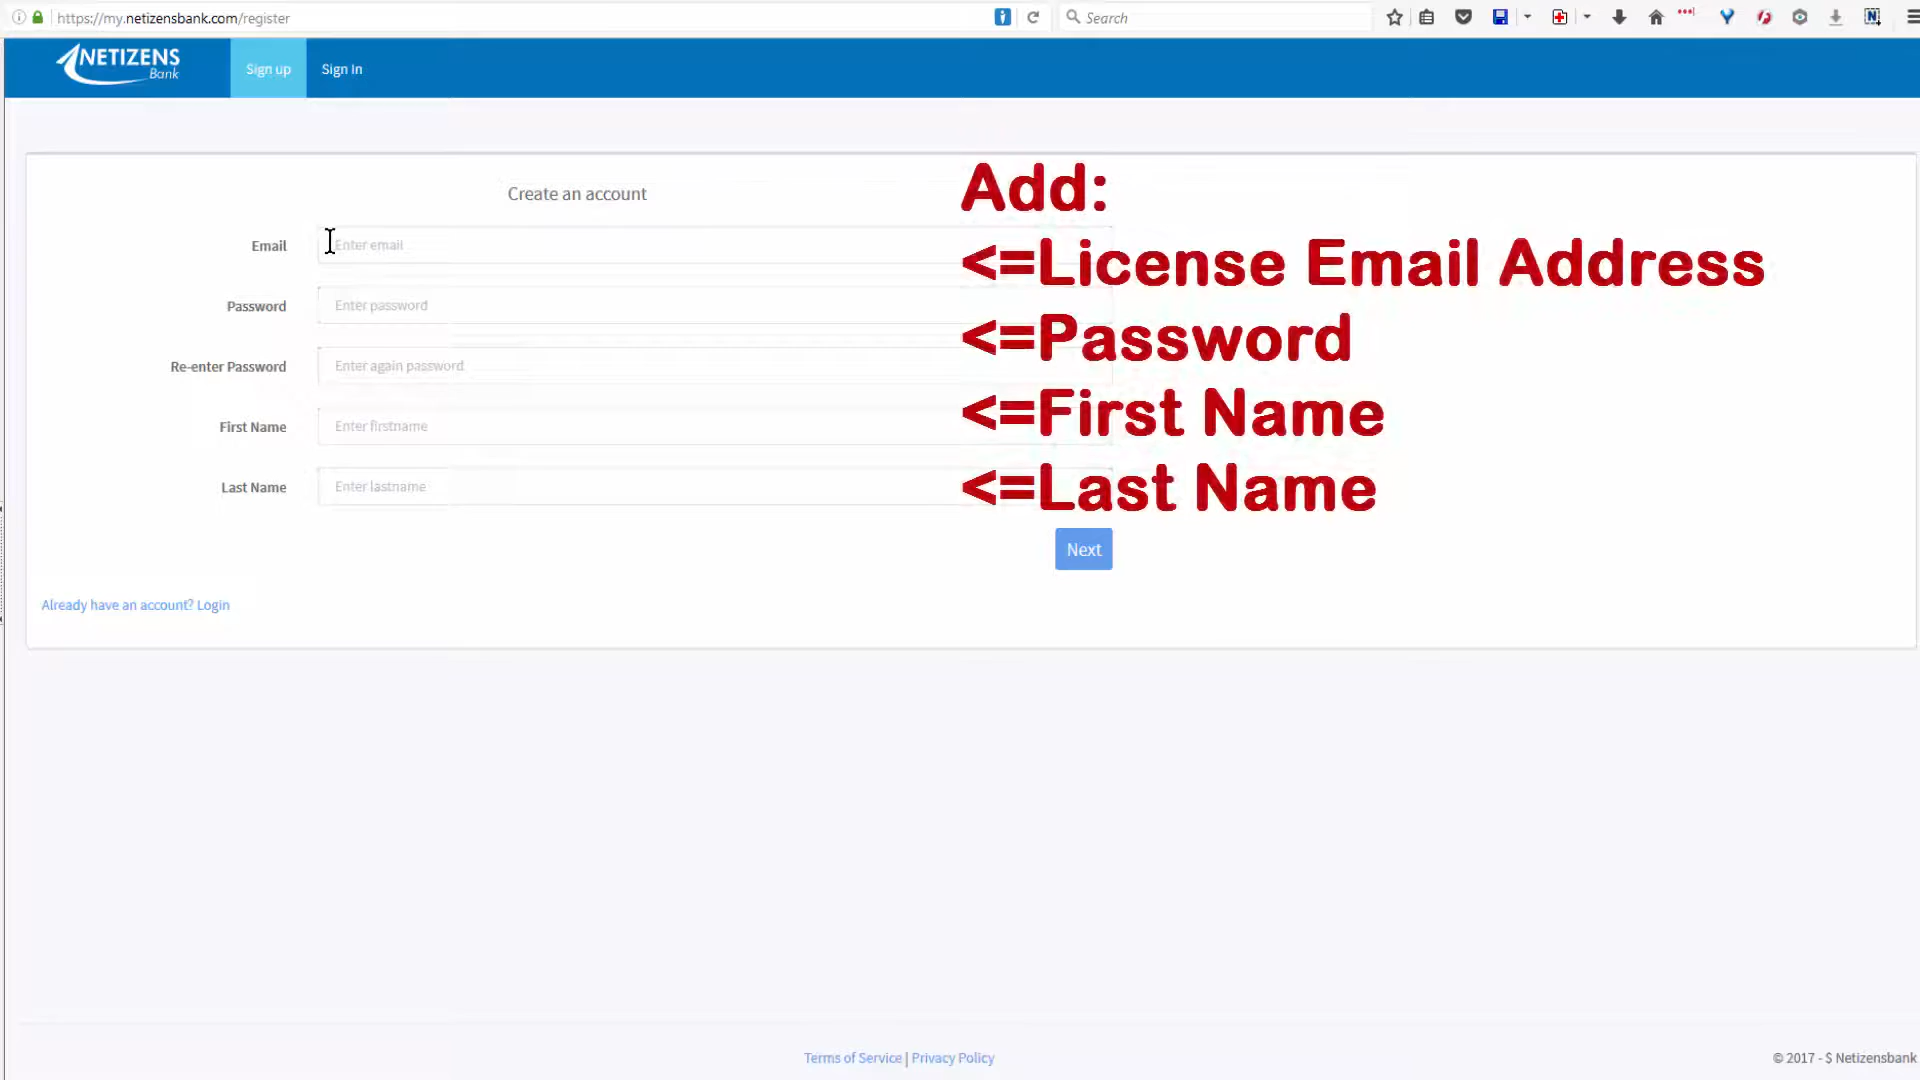 https://my.netizensbank.com/register
Search
NETIZENS
Bank
Sign up
Sign In
Create an account
Add:
Email
Enter email
<=License Email Address
Password
Enter password
<=Password
Re-enter Password
Enter again password
First Name
Enter firstname
<=First Name
Last Name
Enter lastname
<=Last Name
Next
Already have an account? Login
Terms of Service | Privacy Policy
© 2017 - $ Netizensbank